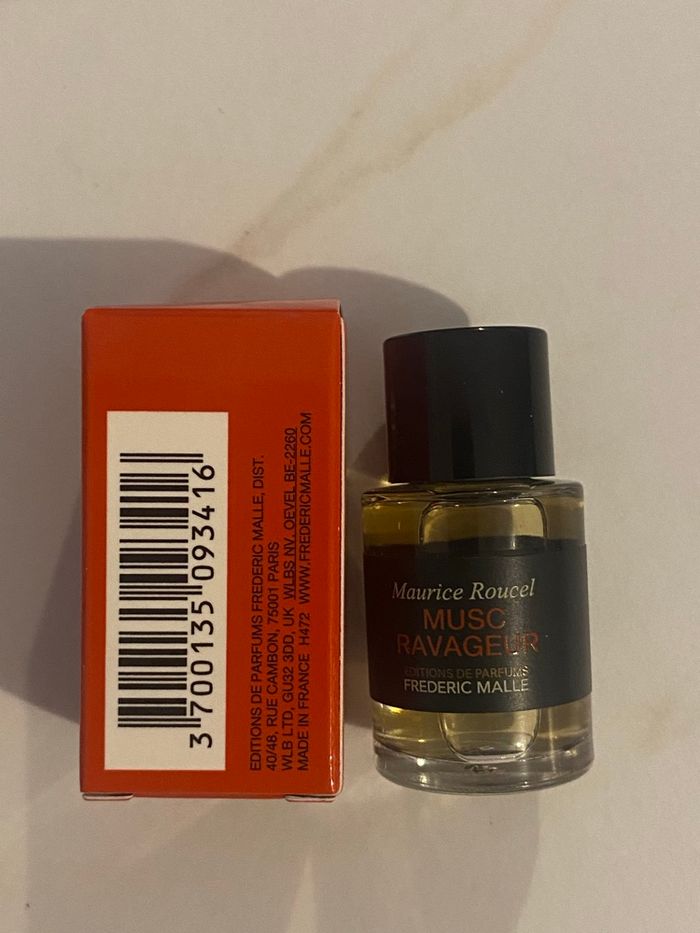 3 700135 093416
EDITIONS DE PARFUMS FREDERIC MALLE, DIST.
40/48, RUE CAMBON, 75001 PARIS
WLB LTD, GU32 3DD, UK WLBS NV. OEVEL BE-2260
MADE IN FRANCE H472 WWW.FREDERICMALLE.COM
Maurice Roucel
MUSC
RAVAGEUR
EDITIONS DE PARFUMS
FREDERIC MALLE